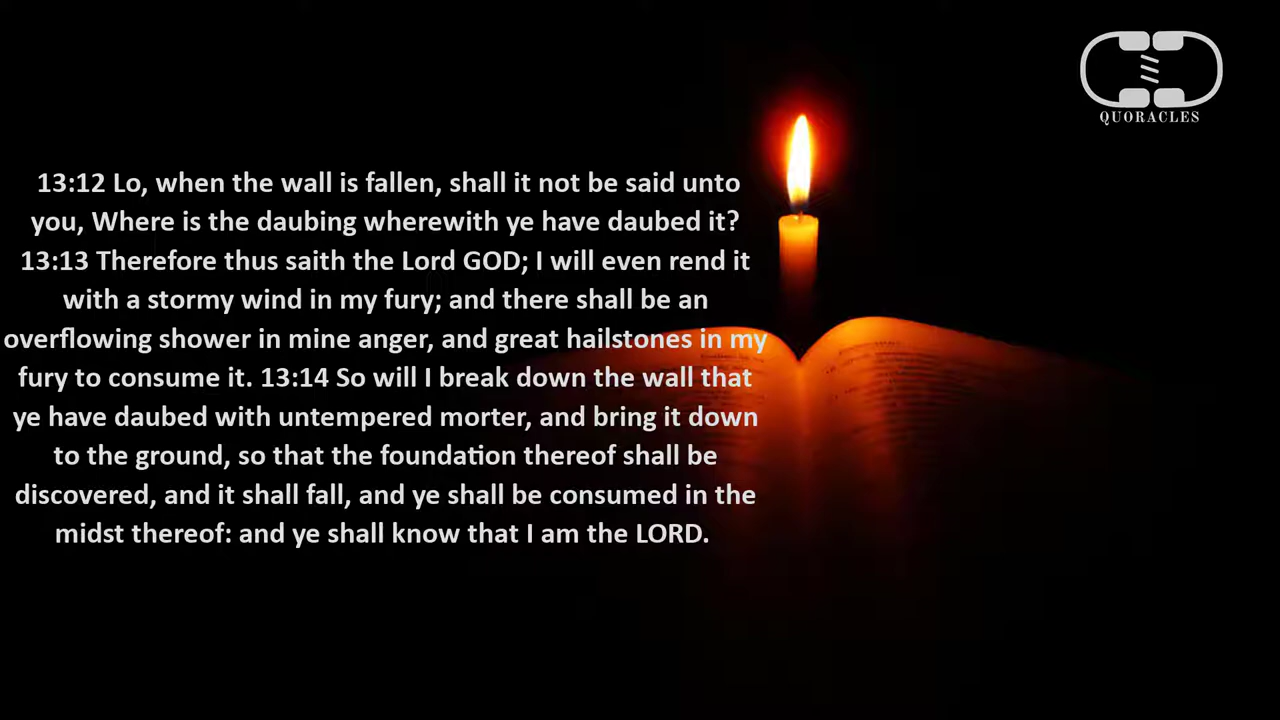 QUORACLES
13:12 Lo, when the wall is fallen, shall it not be said unto
you, Where is the daubing wherewith ye have daubed it?
13:13 Therefore thus saith the Lord GOD; I will even rend it
with a stormy wind in my fury; and there shall be an
overflowing shower in mine anger, and great hailstones in my
fury to consume it. 13:14 So will I break down the wall that
ye have daubed with untempered morter, and bring it down
to the ground, so that the foundation thereof shall be
discovered, and it shall fall, and ye shall be consumed in the
midst thereof: and ye shall know that I am the LORD.